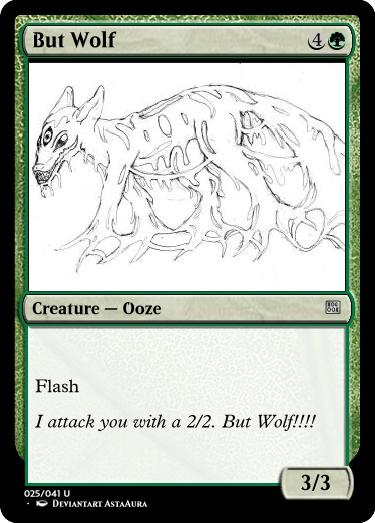 But Wolf 4
Creature — Ooze
Flash
I attack you with a 2/2. But Wolf!!!!
3/3
025/041 U
· Deviantart AstaAura